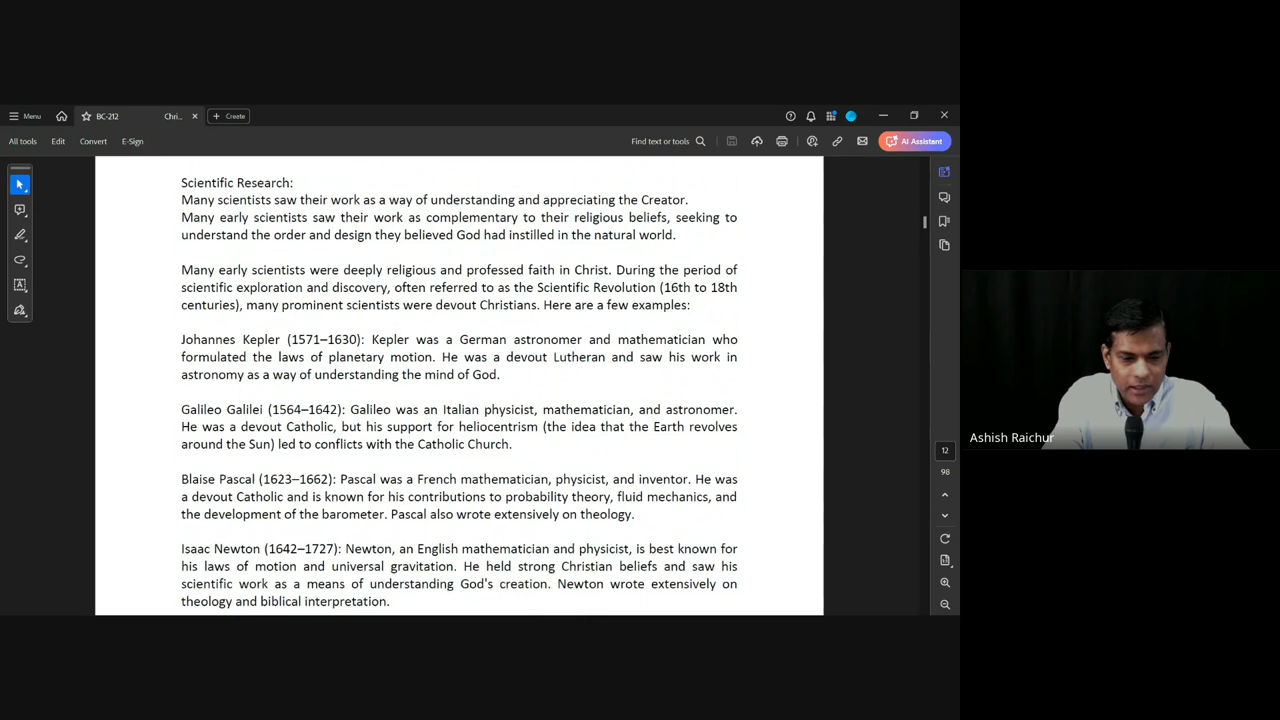 Menu
BC-212
Chri...
Create
All tools
Edit
Convert
E-Sign
Find text or tools
AI Assistant
Scientific Research:
Many scientists saw their work as a way of understanding and appreciating the Creator.
Many early scientists saw their work as complementary to their religious beliefs, seeking to
understand the order and design they believed God had instilled in the natural world.
Many early scientists were deeply religious and professed faith in Christ. During the period of
scientific exploration and discovery, often referred to as the Scientific Revolution (16th to 18th
centuries), many prominent scientists were devout Christians. Here are a few examples:
Johannes Kepler (1571–1630): Kepler was a German astronomer and mathematician who
formulated the laws of planetary motion. He was a devout Lutheran and saw his work in
astronomy as a way of understanding the mind of God.
Galileo Galilei (1564–1642): Galileo was an Italian physicist, mathematician, and astronomer.
He was a devout Catholic, but his support for heliocentrism (the idea that the Earth revolves
around the Sun) led to conflicts with the Catholic Church.
Blaise Pascal (1623–1662): Pascal was a French mathematician, physicist, and inventor. He was
a devout Catholic and is known for his contributions to probability theory, fluid mechanics, and
the development of the barometer. Pascal also wrote extensively on theology.
Isaac Newton (1642–1727): Newton, an English mathematician and physicist, is best known for
his laws of motion and universal gravitation. He held strong Christian beliefs and saw his
scientific work as a means of understanding God's creation. Newton wrote extensively on
theology and biblical interpretation.
12
98
Ashish Raichur